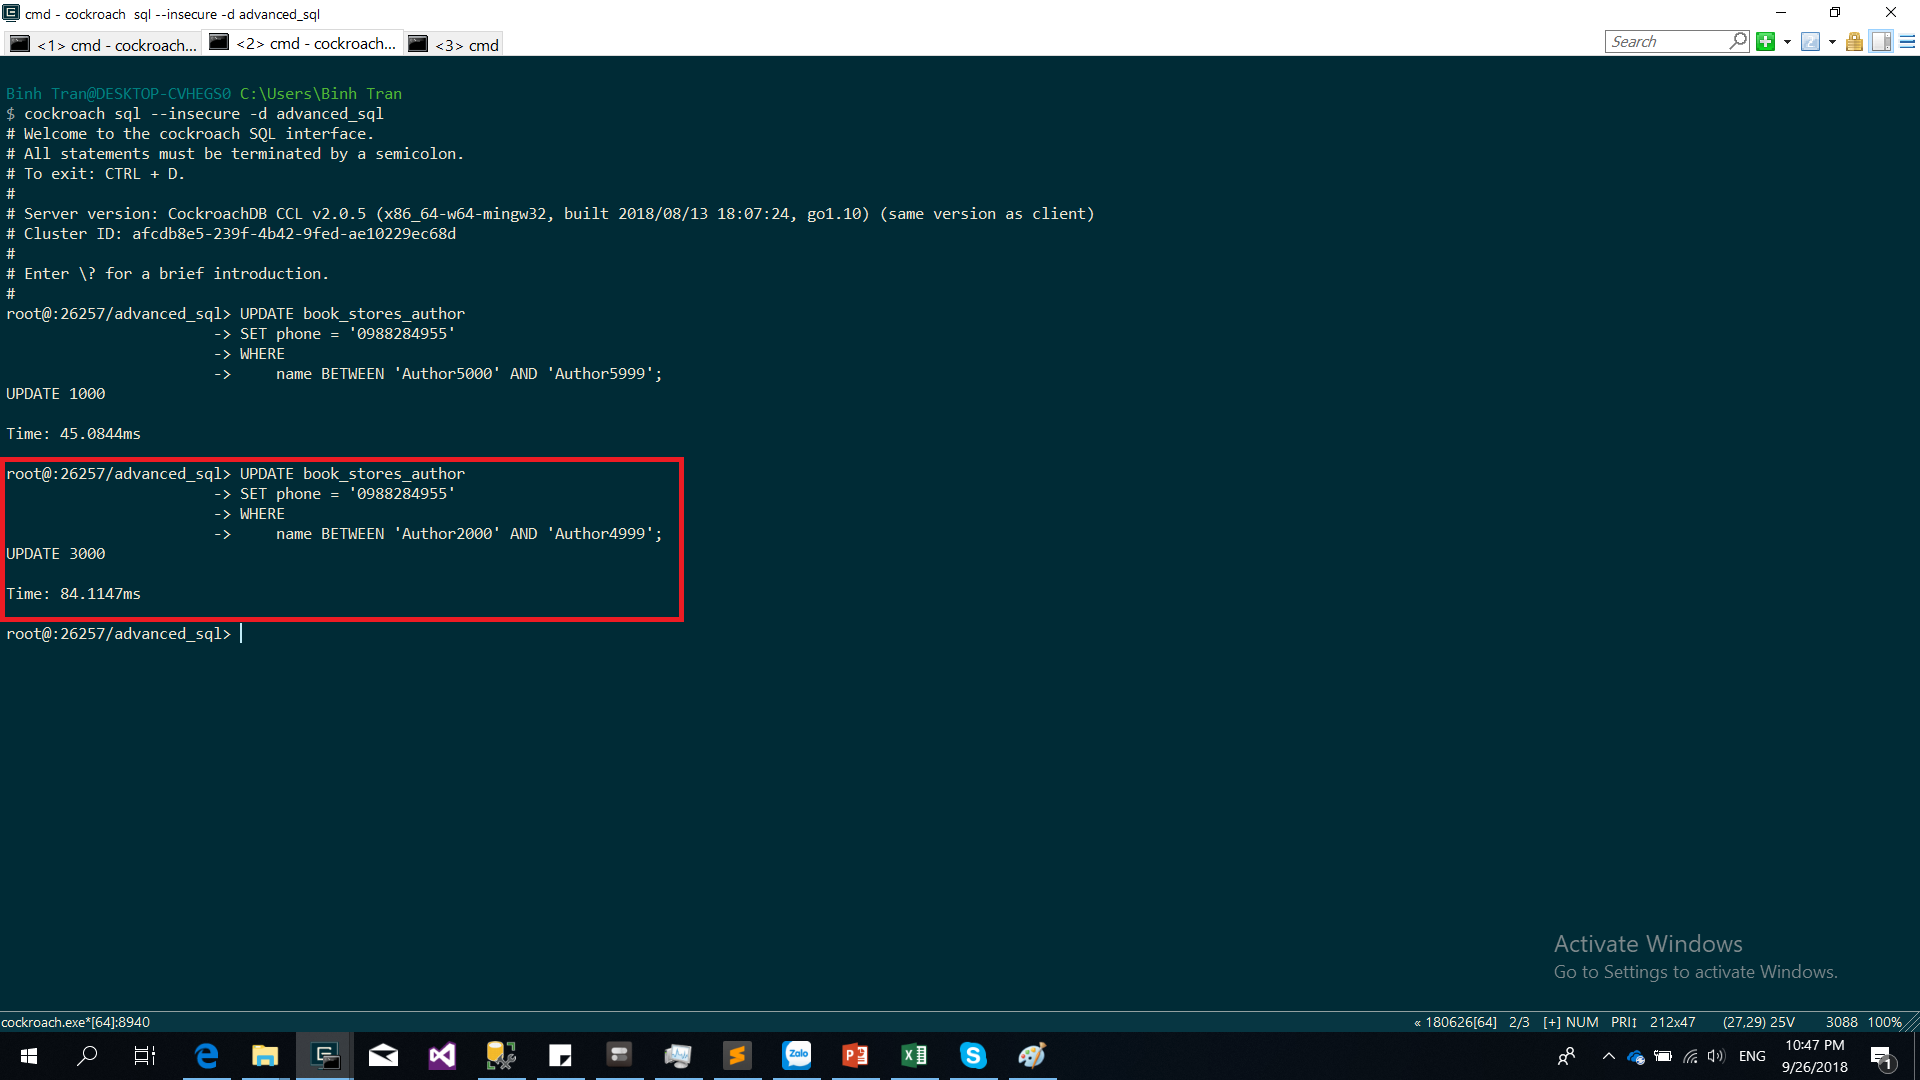 cmd - cockroach  sql --insecure -d advanced_sql
<1> cmd - cockroach... <2> cmd - cockroach... <3> cmd Search
Binh Tran@DESKTOP-CVHEGS0 C:\Users\Binh Tran
$ cockroach sql --insecure -d advanced_sql
# Welcome to the cockroach SQL interface.
# All statements must be terminated by a semicolon.
# To exit: CTRL + D.
#
# Server version: CockroachDB CCL v2.0.5 (x86_64-w64-mingw32, built 2018/08/13 18:07:24, go1.10) (same version as client)
# Cluster ID: afcdb8e5-239f-4b42-9fed-ae10229ec68d
#
# Enter \? for a brief introduction.
#
root@:26257/advanced_sql> UPDATE book_stores_author
-> SET phone = '0988284955'
-> WHERE
->     name BETWEEN 'Author5000' AND 'Author5999';
UPDATE 1000
Time: 45.0844ms
root@:26257/advanced_sql> UPDATE book_stores_author
-> SET phone = '0988284955'
-> WHERE
->     name BETWEEN 'Author2000' AND 'Author4999';
UPDATE 3000
Time: 84.1147ms
root@:26257/advanced_sql>
Activate Windows
Go to Settings to activate Windows.
cockroach.exe*[64]:8940 « 180626[64] 2/3 [+] NUM PRI↕ 212x47 (27,29) 25V 3088 100%
Zalo
ENG
10:47 PM
9/26/2018
1